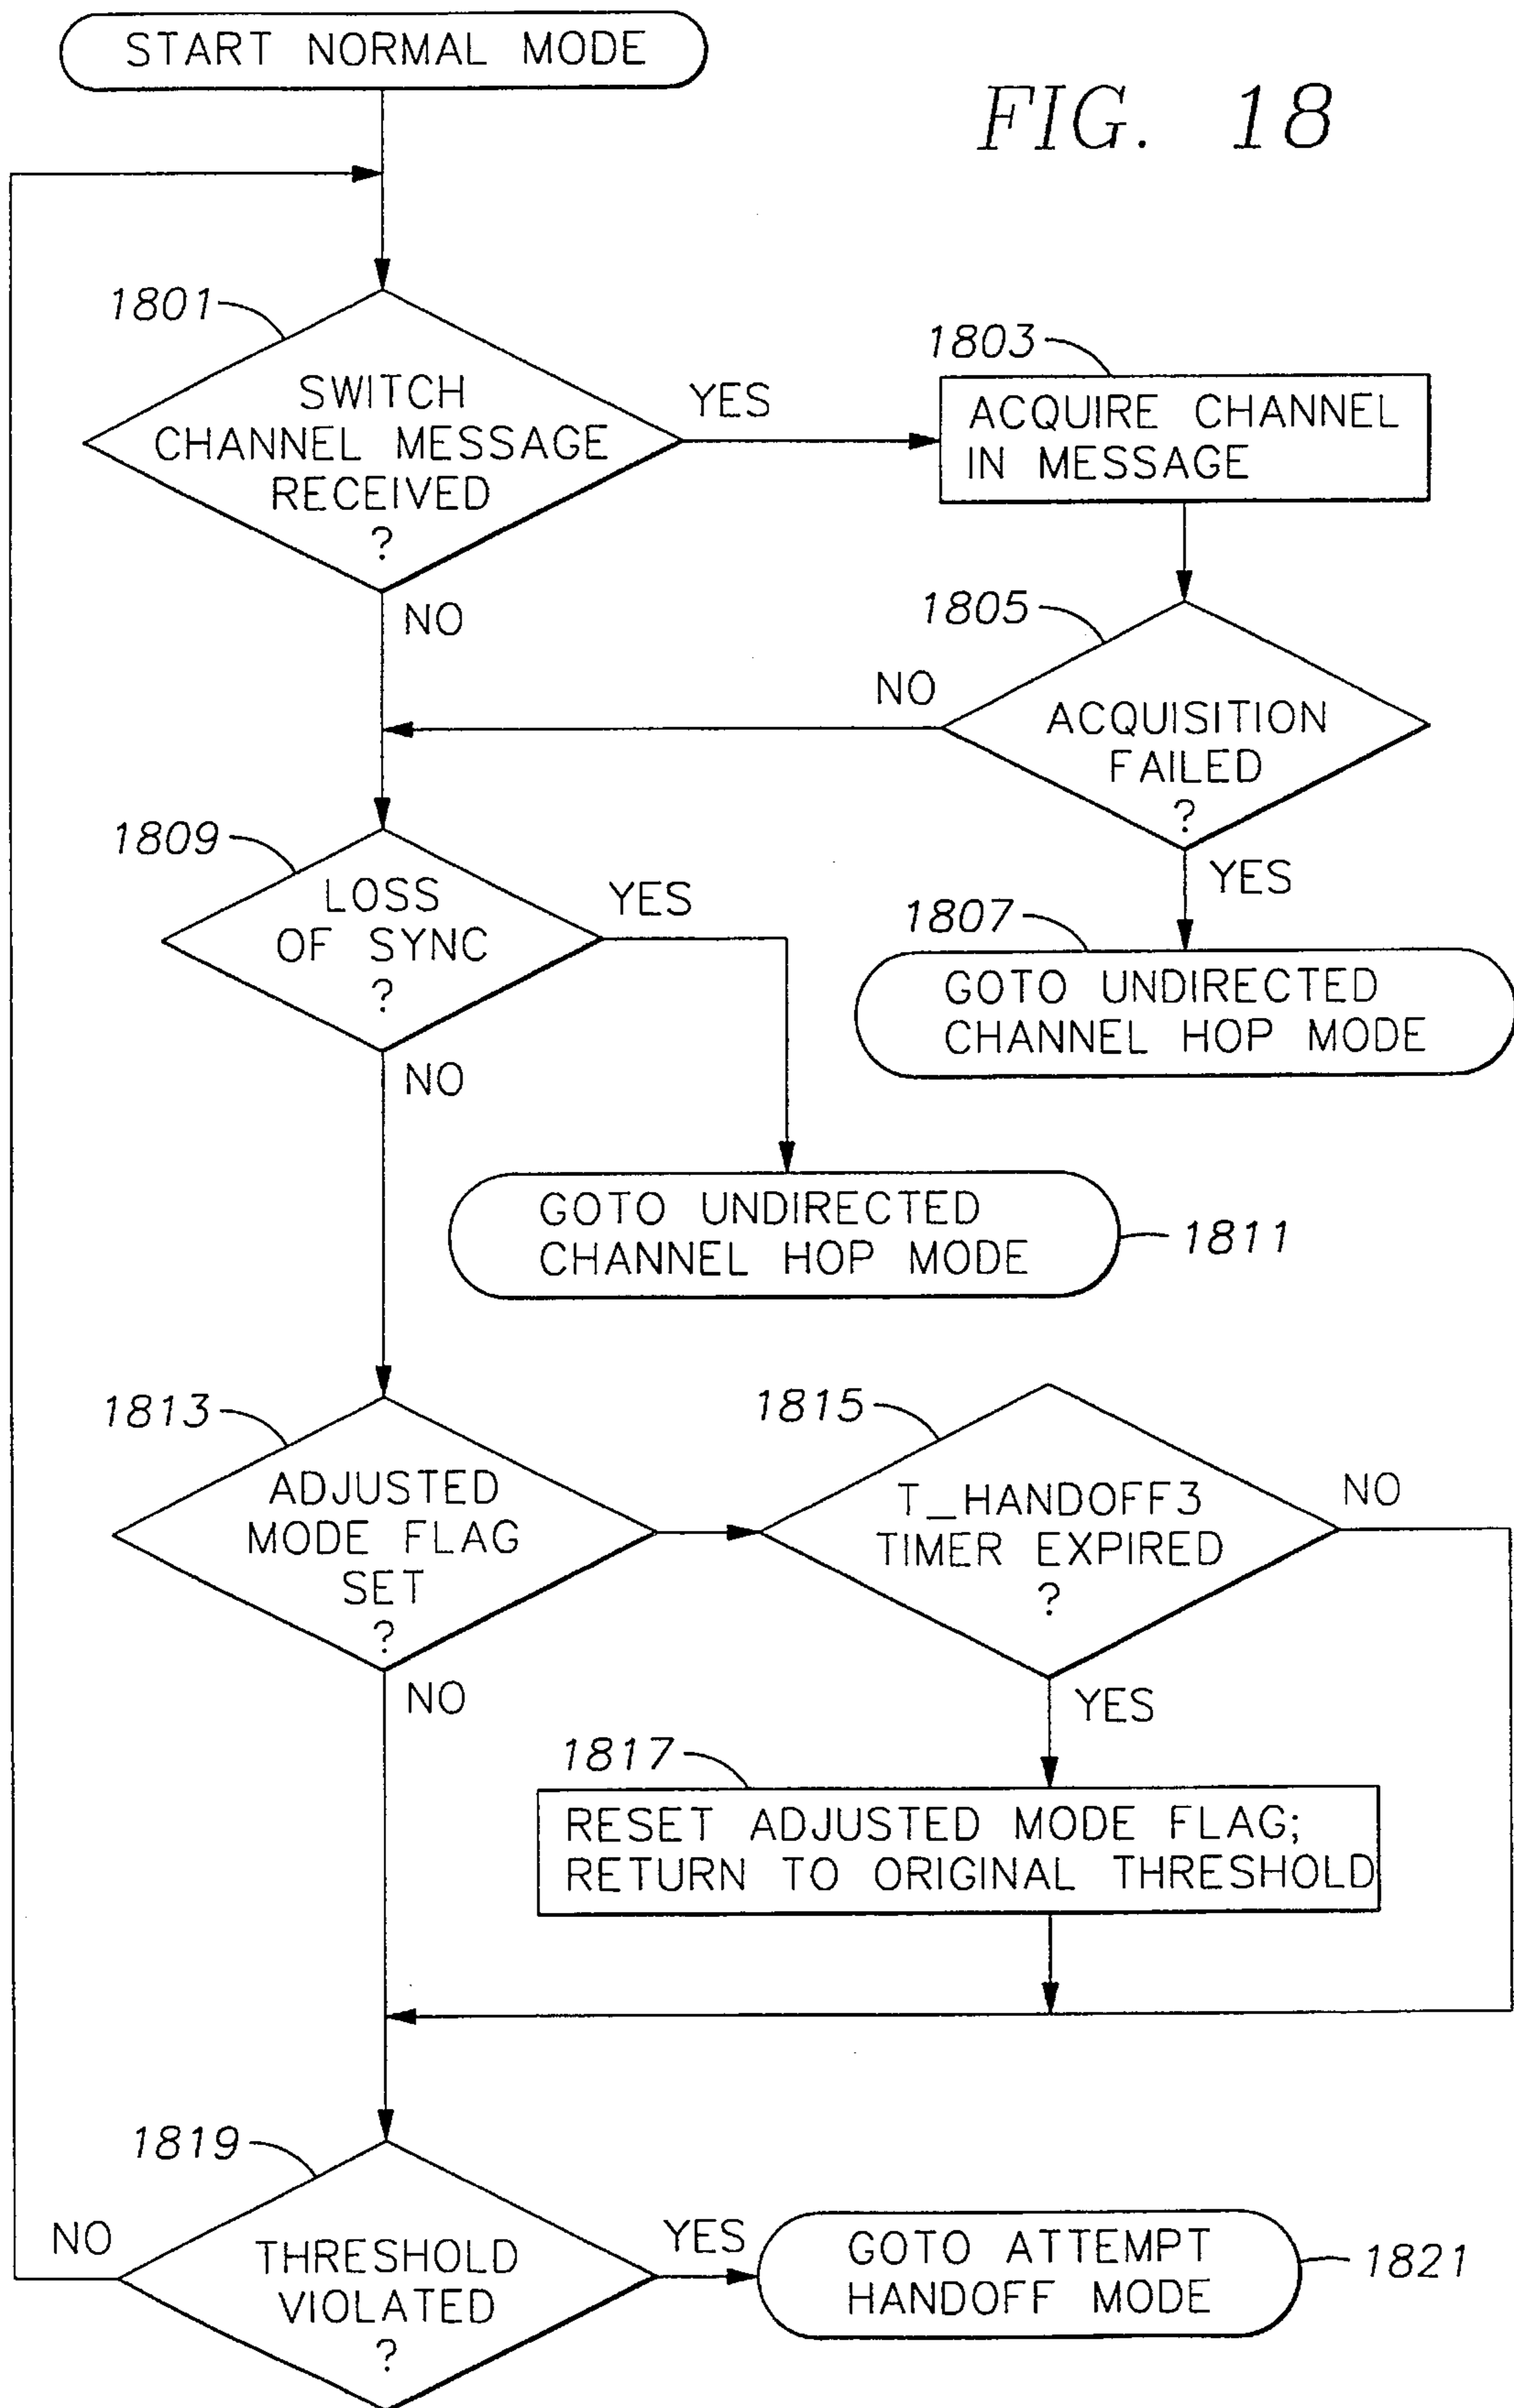 START NORMAL MODE
FIG. 18
1801
SWITCH
CHANNEL MESSAGE
RECEIVED
?
YES
NO
1803
ACQUIRE CHANNEL
IN MESSAGE
1805
NO
ACQUISITION
FAILED
?
YES
1807
GOTO UNDIRECTED
CHANNEL HOP MODE
1809
LOSS
OF SYNC
?
YES
NO
GOTO UNDIRECTED
CHANNEL HOP MODE
1811
1813
ADJUSTED
MODE FLAG
SET
?
NO
1815
T_HANDOFF3
TIMER EXPIRED
?
NO
YES
1817
RESET ADJUSTED MODE FLAG;
RETURN TO ORIGINAL THRESHOLD
1819
NO
THRESHOLD
VIOLATED
?
YES
GOTO ATTEMPT
HANDOFF MODE
1821